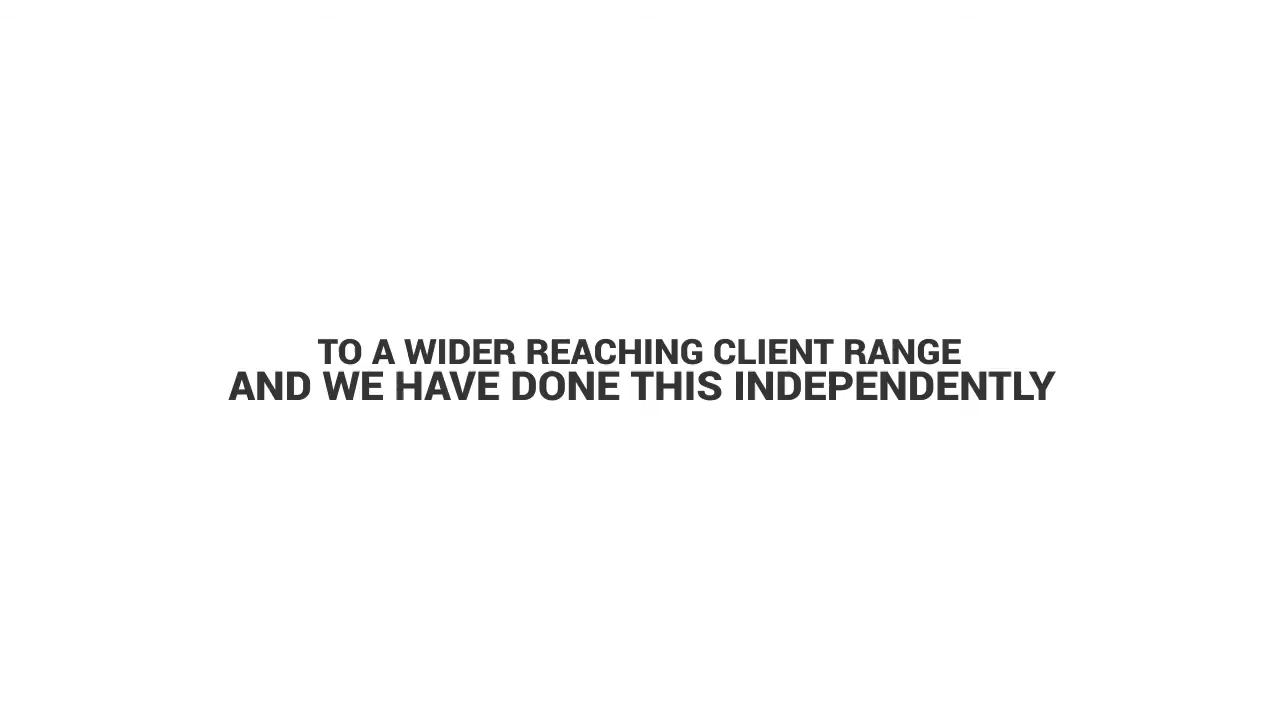 TO A WIDER REACHING CLIENT RANGE
AND WE HAVE DONE THIS INDEPENDENTLY